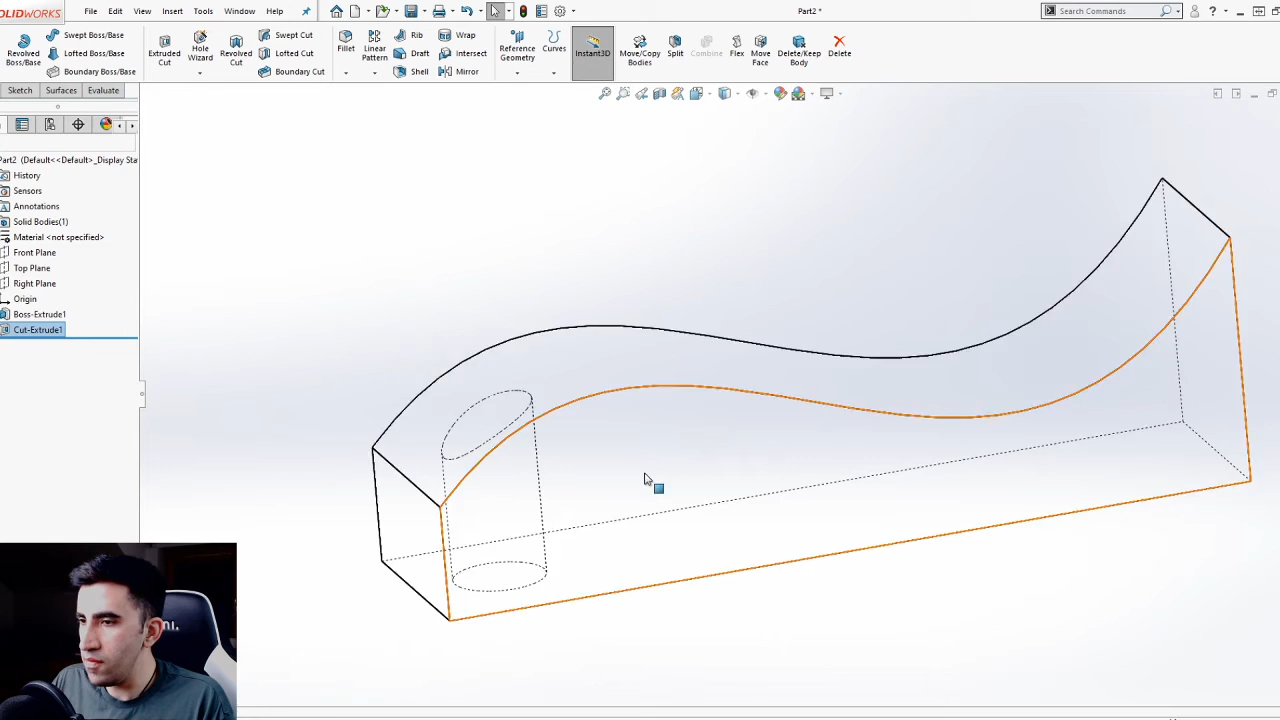 SOLIDWORKS File Edit View Insert Tools Window Help Part2 * Search Commands ?
Revolved Boss/Base
Swept Boss/Base
Lofted Boss/Base
Boundary Boss/Base
Extruded Cut
Hole Wizard
Revolved Cut
Swept Cut
Lofted Cut
Boundary Cut
Fillet
Linear Pattern
Rib
Draft
Shell
Wrap
Intersect
Mirror
Reference Geometry
Curves
Instant3D
Move/Copy Bodies
Split
Combine
Flex
Move Face
Delete/Keep Body
Delete
Sketch Surfaces Evaluate
Part2 (Default<<Default>_Display Sta
History
Sensors
Annotations
Solid Bodies(1)
Material <not specified>
Front Plane
Top Plane
Right Plane
Origin
Boss-Extrude1
Cut-Extrude1